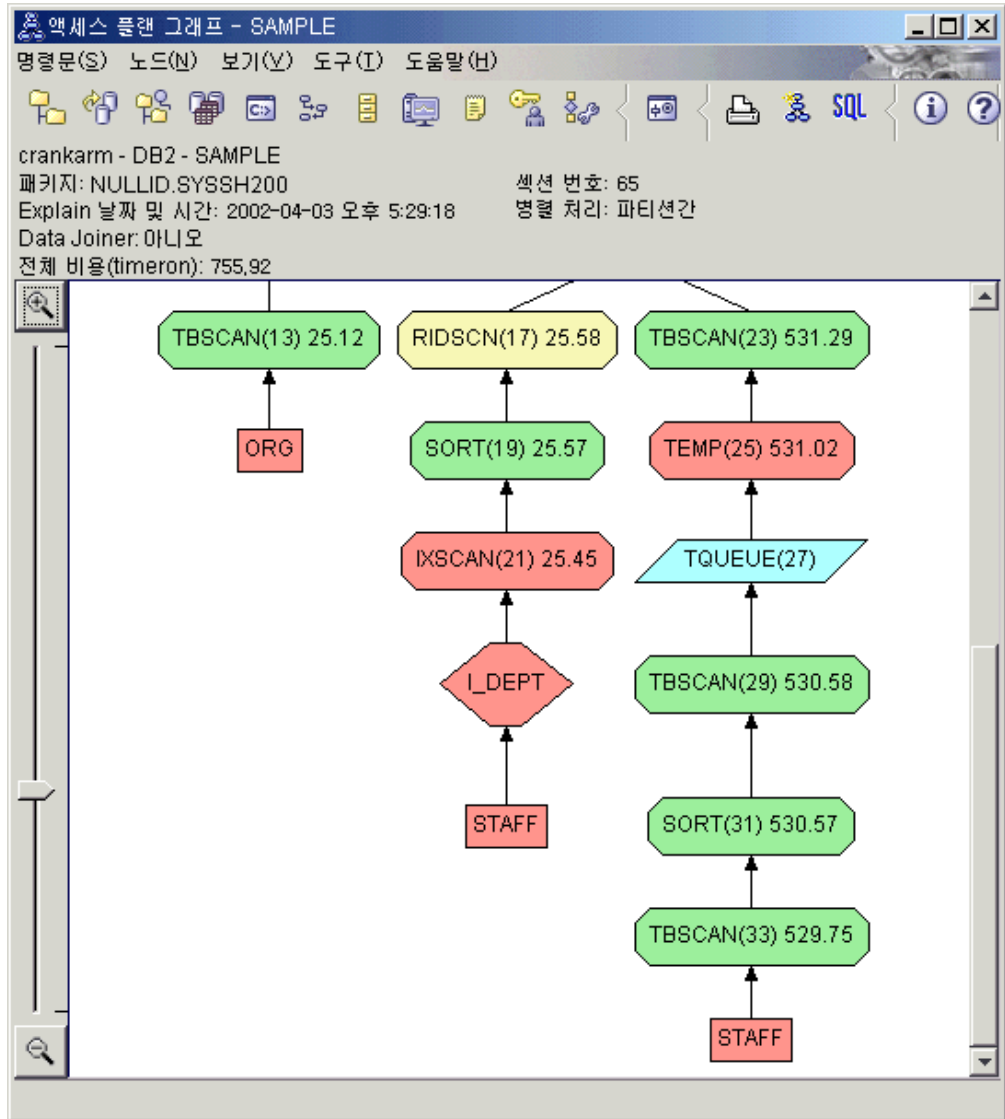 액세스 플랜 그래프 - SAMPLE
명령문(S) 노드(N) 보기(V) 도구(T) 도움말(H)
C:> SQL i ?
crankarm - DB2 - SAMPLE
패키지: NULLID.SYSSH200 섹션 번호: 65
Explain 날짜 및 시간: 2002-04-03 오후 5:29:18 병렬 처리: 파티션간
Data Joiner: 아니오
전체 비용(timeron): 755,92
TBSCAN(13) 25.12 RIDSCN(17) 25.58 TBSCAN(23) 531.29
ORG SORT(19) 25.57 TEMP(25) 531.02
IXSCAN(21) 25.45 TQUEUE(27)
I_DEPT TBSCAN(29) 530.58
STAFF SORT(31) 530.57
TBSCAN(33) 529.75
STAFF